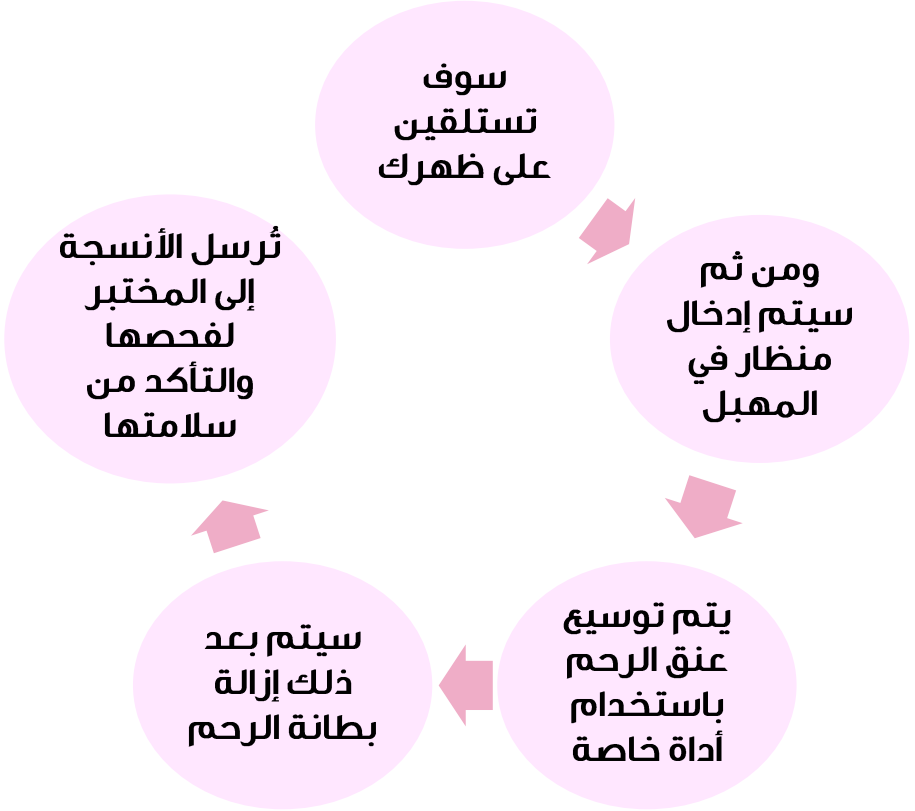 سوف
تستلقين
على ظهرك
ومن ثم
سيتم إدخال
منظار في
المهبل
يتم توسيع
عنق الرحم
باستخدام
أداة خاصة
سيتم بعد
ذلك إزالة
بطانة الرحم
تُرسل الأنسجة
إلى المختبر
لفحصها
والتأكد من
سلامتها